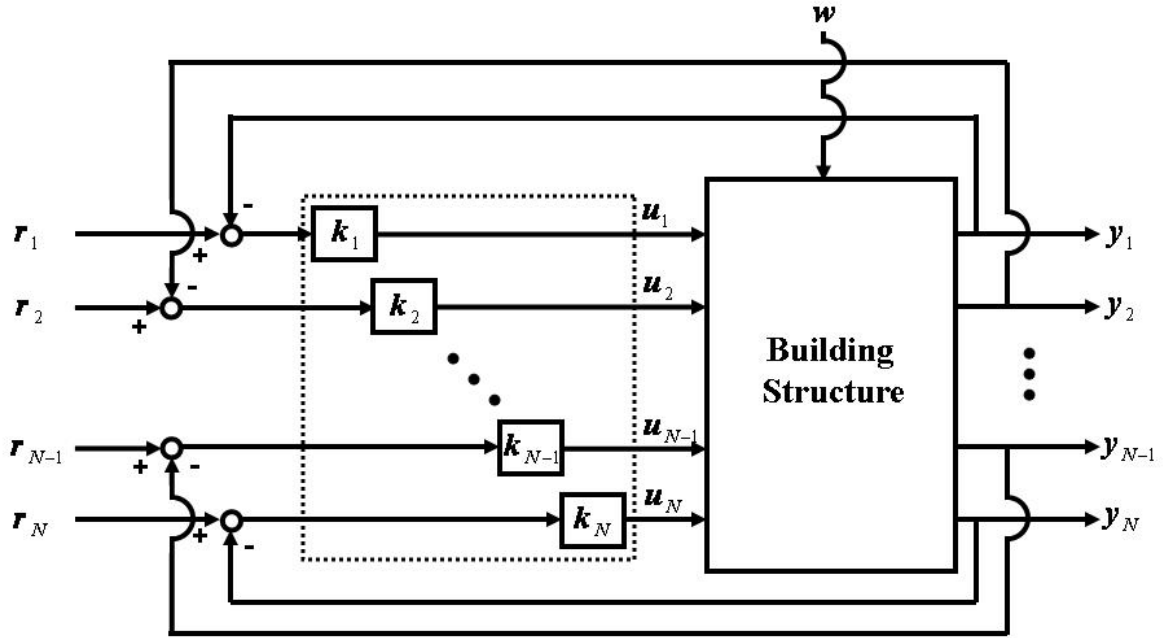 w
-
r1 + k1 u1 y1
-
r2 + k2 u2 y2
Building
Structure
rN−1 + - kN−1 uN−1 yN−1
rN + - kN uN yN